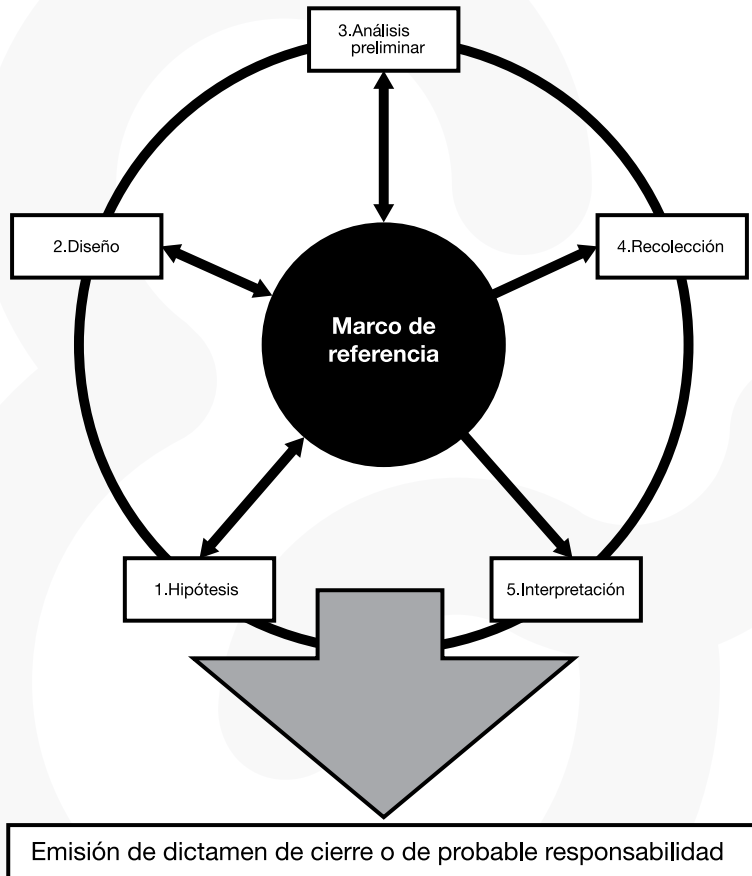 3.Análisis
preliminar
2.Diseño
4.Recolección
Marco de
referencia
1.Hipótesis
5.Interpretación
Emisión de dictamen de cierre o de probable responsabilidad